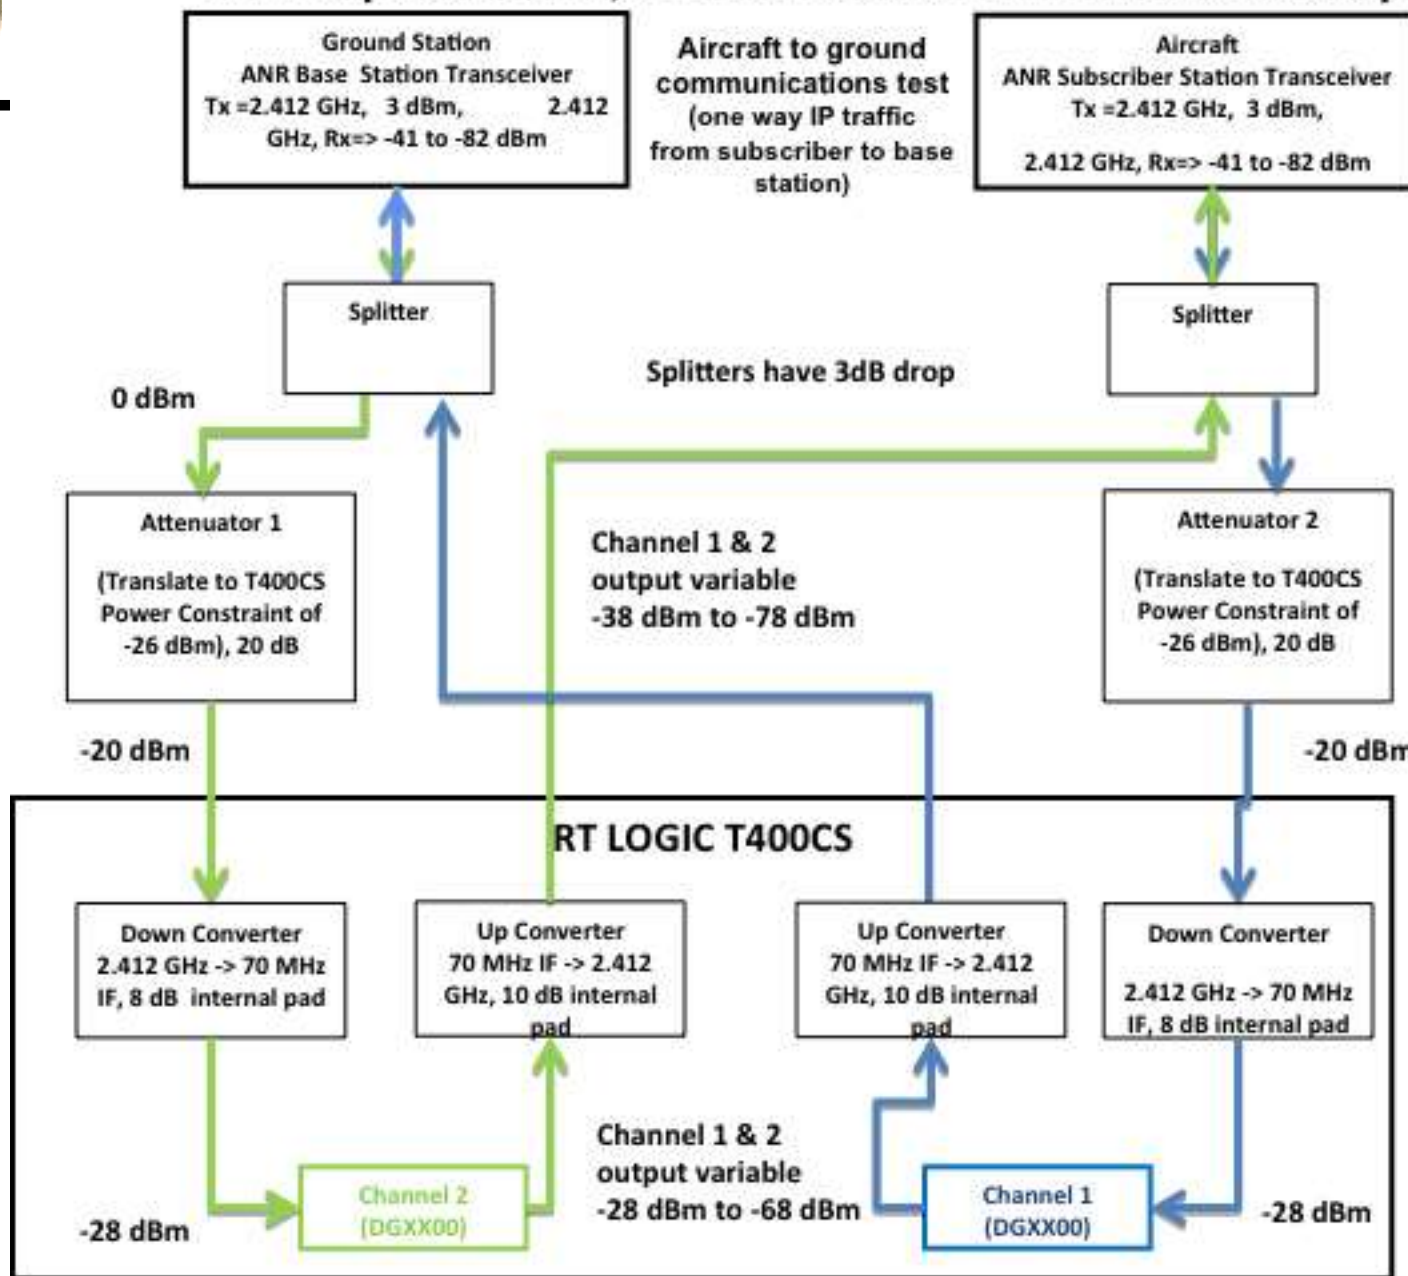 Ground Station
ANR Base Station Transceiver
Tx =2.412 GHz, 3 dBm, 2.412
GHz, Rx=> -41 to -82 dBm
Aircraft to ground
communications test
(one way IP traffic
from subscriber to base
station)
Aircraft
ANR Subscriber Station Transceiver
Tx =2.412 GHz, 3 dBm,
2.412 GHz, Rx=> -41 to -82 dBm
Splitter
Splitter
Splitters have 3dB drop
0 dBm
Attenuator 1
(Translate to T400CS
Power Constraint of
-26 dBm), 20 dB
Channel 1 & 2
output variable
-38 dBm to -78 dBm
Attenuator 2
(Translate to T400CS
Power Constraint of
-26 dBm), 20 dB
-20 dBm
-20 dBm
RT LOGIC T400CS
Down Converter
2.412 GHz -> 70 MHz
IF, 8 dB internal pad
Up Converter
70 MHz IF -> 2.412
GHz, 10 dB internal
pad
Up Converter
70 MHz IF -> 2.412
GHz, 10 dB internal
pad
Down Converter
2.412 GHz -> 70 MHz
IF, 8 dB internal pad
Channel 1 & 2
output variable
-28 dBm to -68 dBm
-28 dBm
Channel 2
(DGXX00)
Channel 1
(DGXX00)
-28 dBm